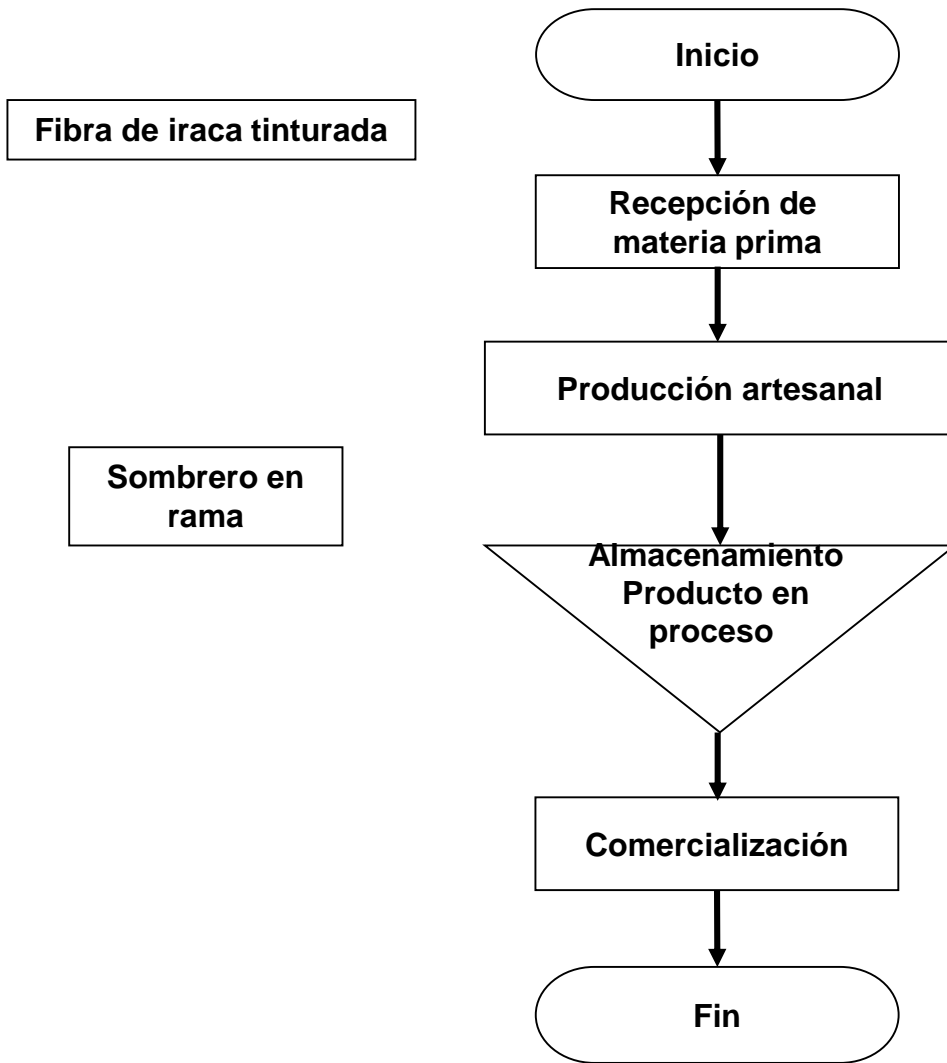 Inicio
Fibra de iraca tinturada
Recepción de
materia prima
Producción artesanal
Sombrero en
rama
Almacenamiento
Producto en
proceso
Comercialización
Fin